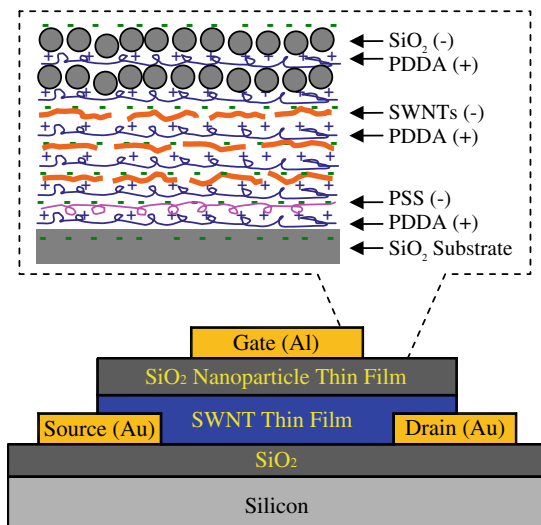 SiO₂ (-)
PDDA (+)
SWNTs (-)
PDDA (+)
PSS (-)
PDDA (+)
SiO₂ Substrate
Gate (Al)
SiO₂ Nanoparticle Thin Film
SWNT Thin Film
Source (Au)
Drain (Au)
SiO₂
Silicon